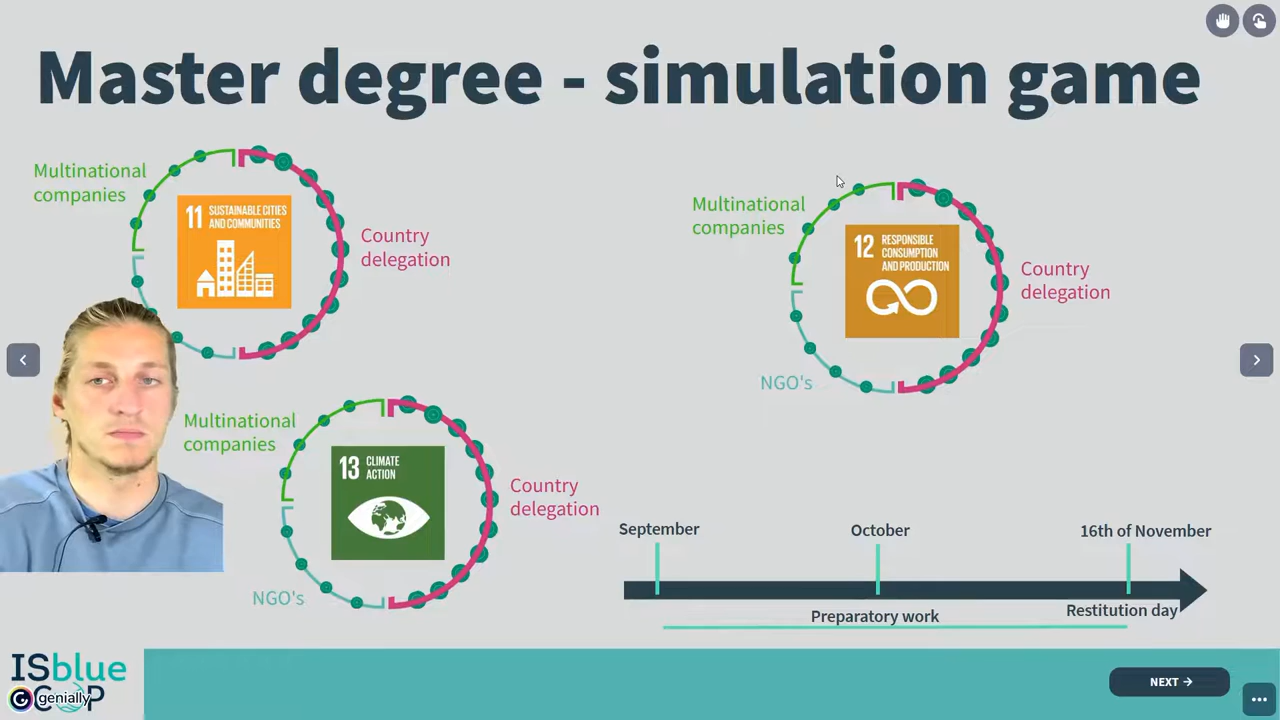 Master degree - simulation game
Multinational
companies
11 SUSTAINABLE CITIES
AND COMMUNITIES
Country
delegation
Multinational
companies
12 RESPONSIBLE
CONSUMPTION
AND PRODUCTION
Country
delegation
NGO's
Multinational
companies
13 CLIMATE
ACTION
Country
delegation
NGO's
September
October
16th of November
Preparatory work
Restitution day
ISblue
genially
NEXT →